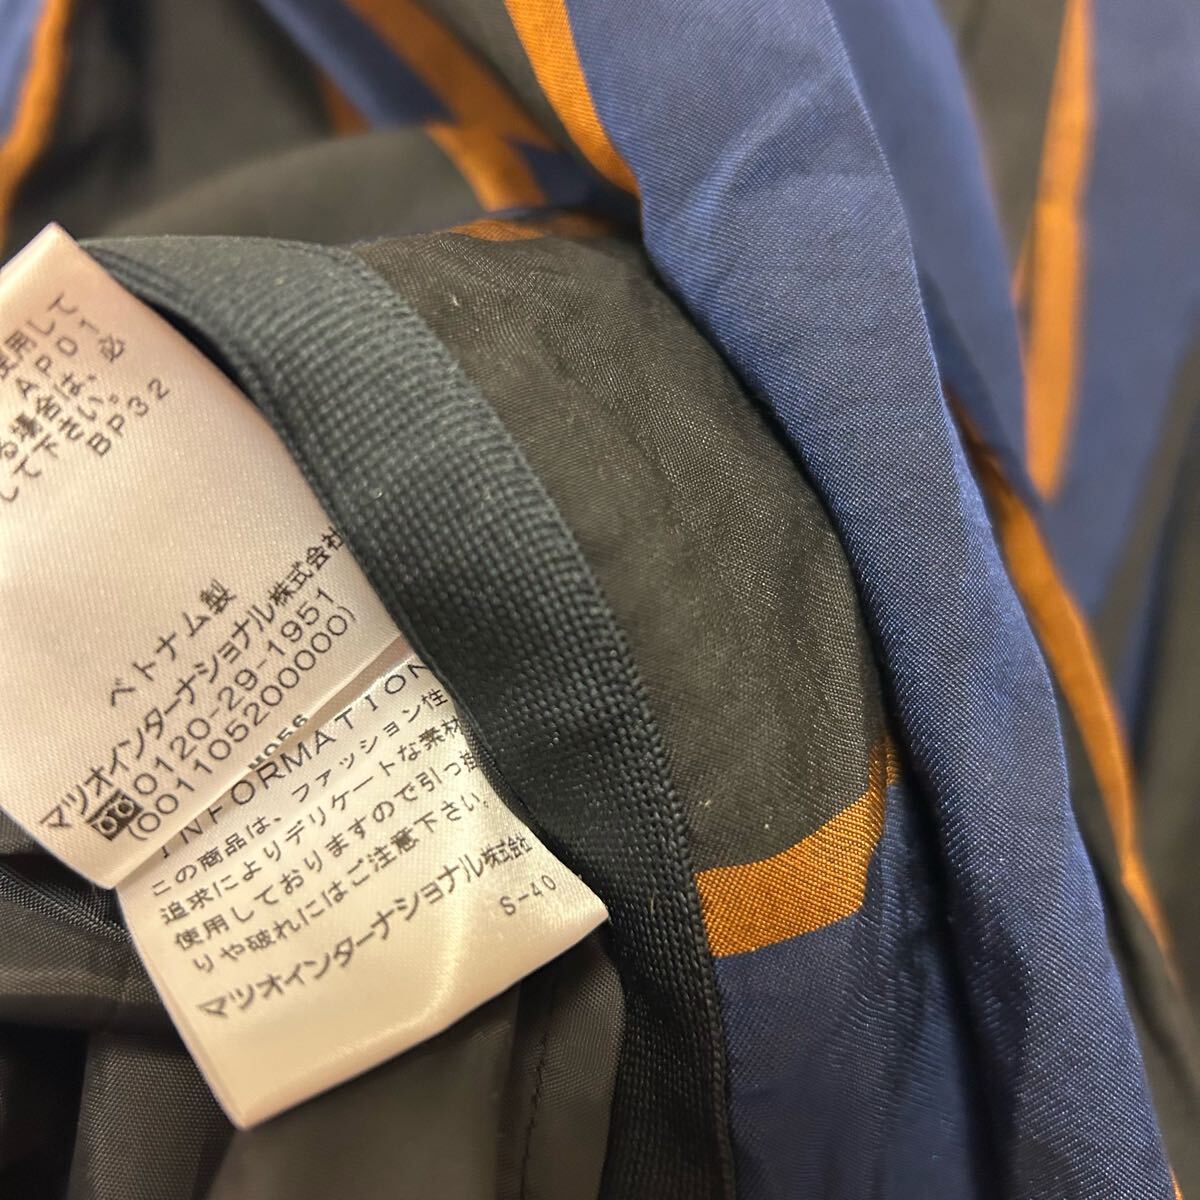 使用して
APD1
る場合は、必
して下さい。
BP32
ベトナム製
マツオインターナショナル株式会社
0120-29-1951
(001105200000)
INFORMATION
この商品は、ファッション性
追求によりデリケートな素材
使用しておりますので引っ掛
りや破れにはご注意下さい。
マツオインターナショナル株式会社
S-40